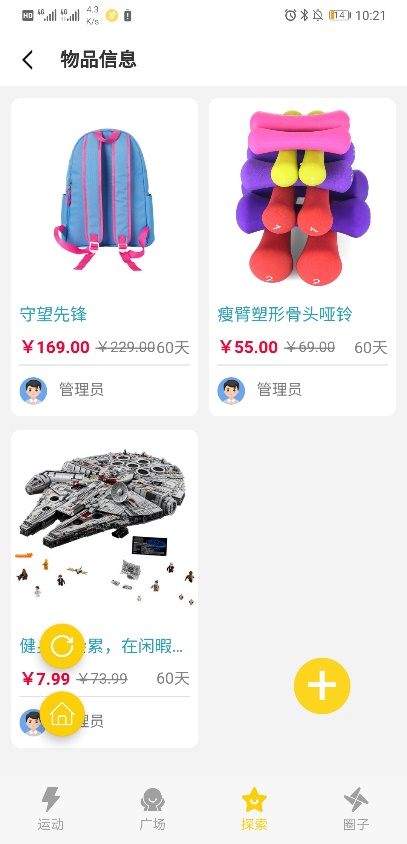 HD 4G 4G 4.3 K/s 14 10:21
物品信息
守望先锋
¥169.00 ¥229.00 60天
管理员
瘦臂塑形骨头哑铃
¥55.00 ¥69.00 60天
管理员
累，在闲暇...
¥7.99 ¥73.99 60天
理员
运动 广场 探索 圈子